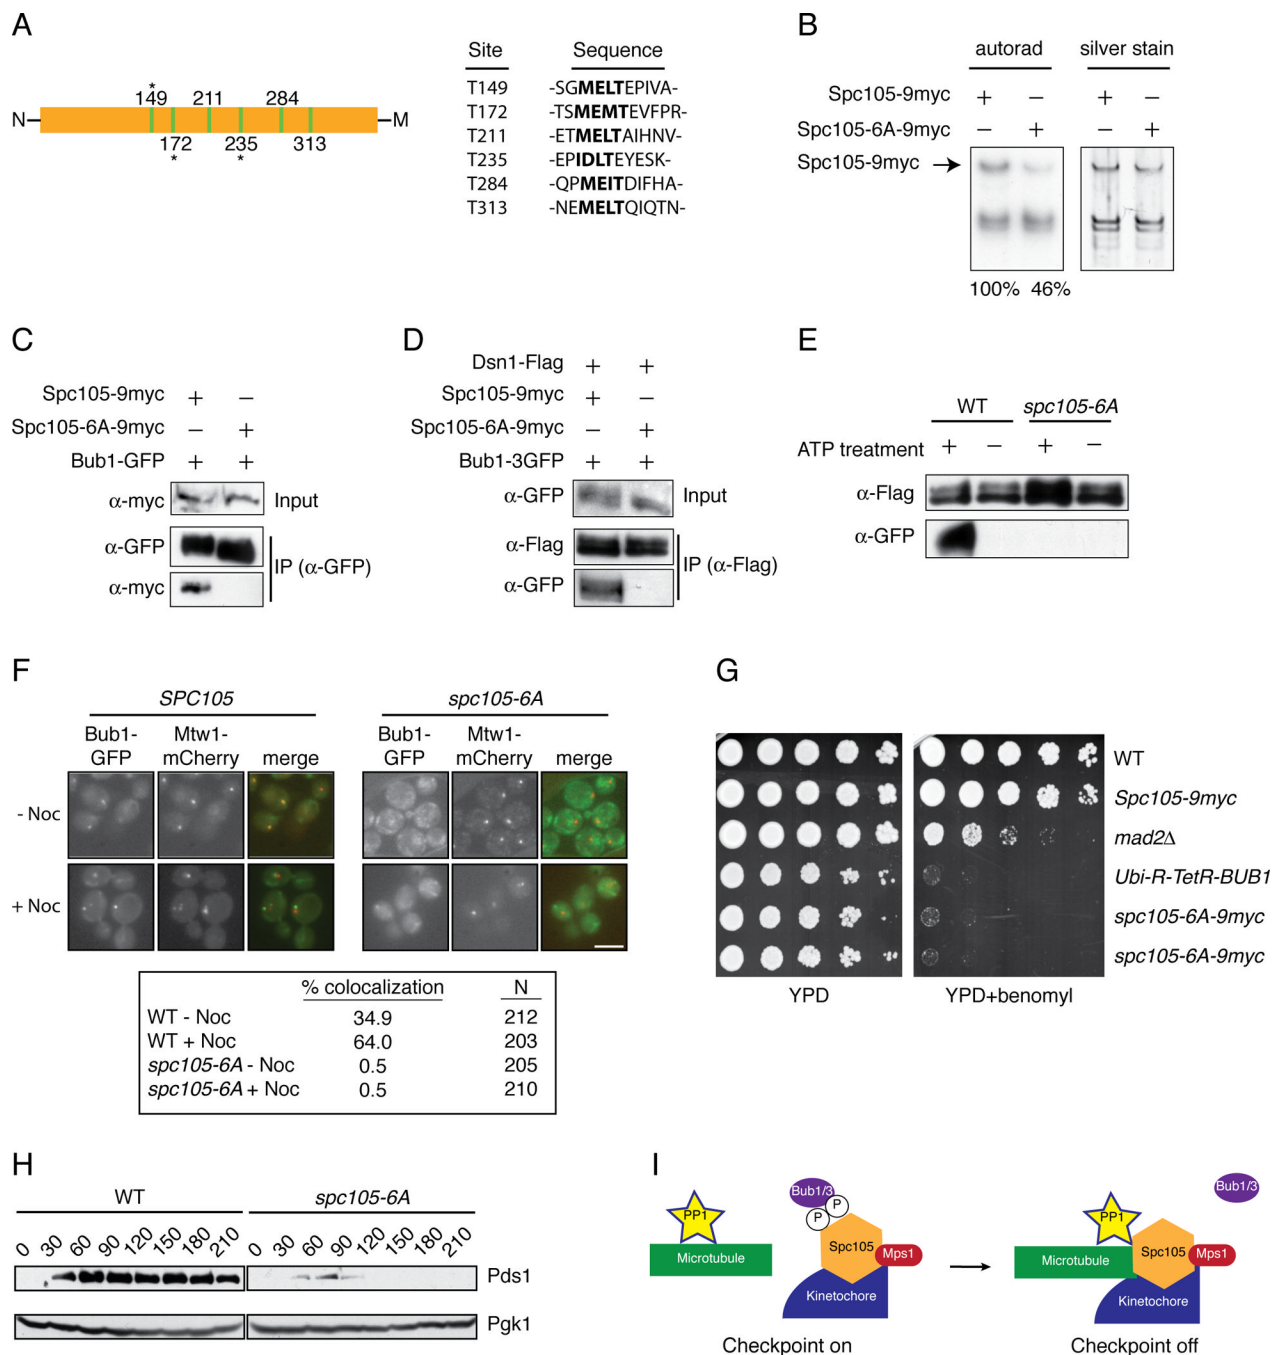 A
*
149 211 284
N M
172 235 313
* *
Site Sequence
T149 -SGMELTEPIVA-
T172 -TSMEMTEVFPR-
T211 -ETMELTAIHNV-
T235 -EPIDLTEYESK-
T284 -QPMEITDIFHA-
T313 -NEMELTQIQTN-
B
autorad silver stain
Spc105-9myc + – + –
Spc105-6A-9myc – + – +
Spc105-9myc
100% 46%
C
Spc105-9myc + –
Spc105-6A-9myc – +
Bub1-GFP + +
α-myc Input
α-GFP
IP (α-GFP)
α-myc
D
Dsn1-Flag + +
Spc105-9myc + –
Spc105-6A-9myc – +
Bub1-3GFP + +
α-GFP Input
α-Flag
IP (α-Flag)
α-GFP
E
WT spc105-6A
ATP treatment + – + –
α-Flag
α-GFP
F
SPC105 spc105-6A
Bub1-GFP Mtw1-mCherry merge Bub1-GFP Mtw1-mCherry merge
- Noc
+ Noc
% colocalization N
WT - Noc 34.9 212
WT + Noc 64.0 203
spc105-6A - Noc 0.5 205
spc105-6A + Noc 0.5 210
G
WT
Spc105-9myc
mad2Δ
Ubi-R-TetR-BUB1
spc105-6A-9myc
spc105-6A-9myc
YPD YPD+benomyl
H
WT spc105-6A
0 30 60 90 120 150 180 210 0 30 60 90 120 150 180 210
Pds1
Pgk1
I
Bub1/3 P P
PP1
Microtubule
Spc105
Mps1
Kinetochore
Checkpoint on
Bub1/3
PP1
Microtubule
Spc105
Mps1
Kinetochore
Checkpoint off